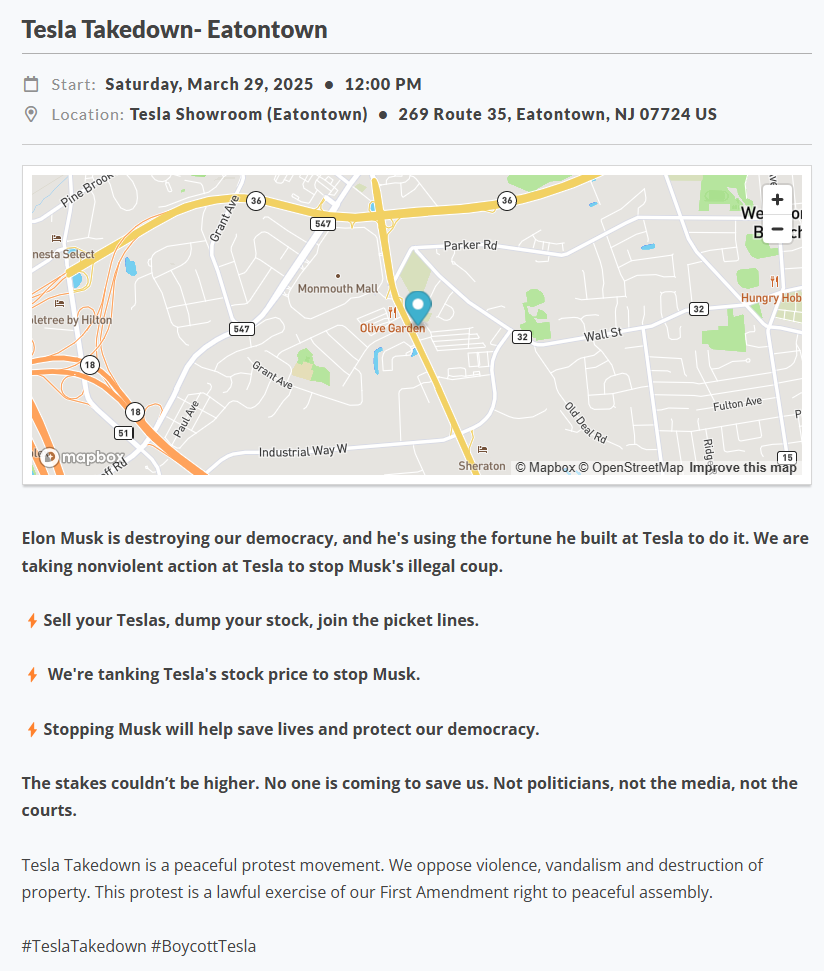 Tesla Takedown- Eatontown
Start: Saturday, March 29, 2025 ● 12:00 PM
Location: Tesla Showroom (Eatontown) ● 269 Route 35, Eatontown, NJ 07724 US
Pine Brook
Grant Ave
36
36
547
+
−
nesta Select
Parker Rd
Monmouth Mall
Hungry Hob
32
oletree by Hilton
547
Olive Garden
32
Wall St
18
Grant Ave
18
Paul Ave
Old Deal Rd
Fulton Ave
51
Industrial Way W
15
mapbox
Sheraton
© Mapbox © OpenStreetMap Improve this map
Elon Musk is destroying our democracy, and he's using the fortune he built at Tesla to do it. We are
taking nonviolent action at Tesla to stop Musk's illegal coup.
⚡Sell your Teslas, dump your stock, join the picket lines.
⚡ We're tanking Tesla's stock price to stop Musk.
⚡Stopping Musk will help save lives and protect our democracy.
The stakes couldn’t be higher. No one is coming to save us. Not politicians, not the media, not the
courts.
Tesla Takedown is a peaceful protest movement. We oppose violence, vandalism and destruction of
property. This protest is a lawful exercise of our First Amendment right to peaceful assembly.
#TeslaTakedown #BoycottTesla